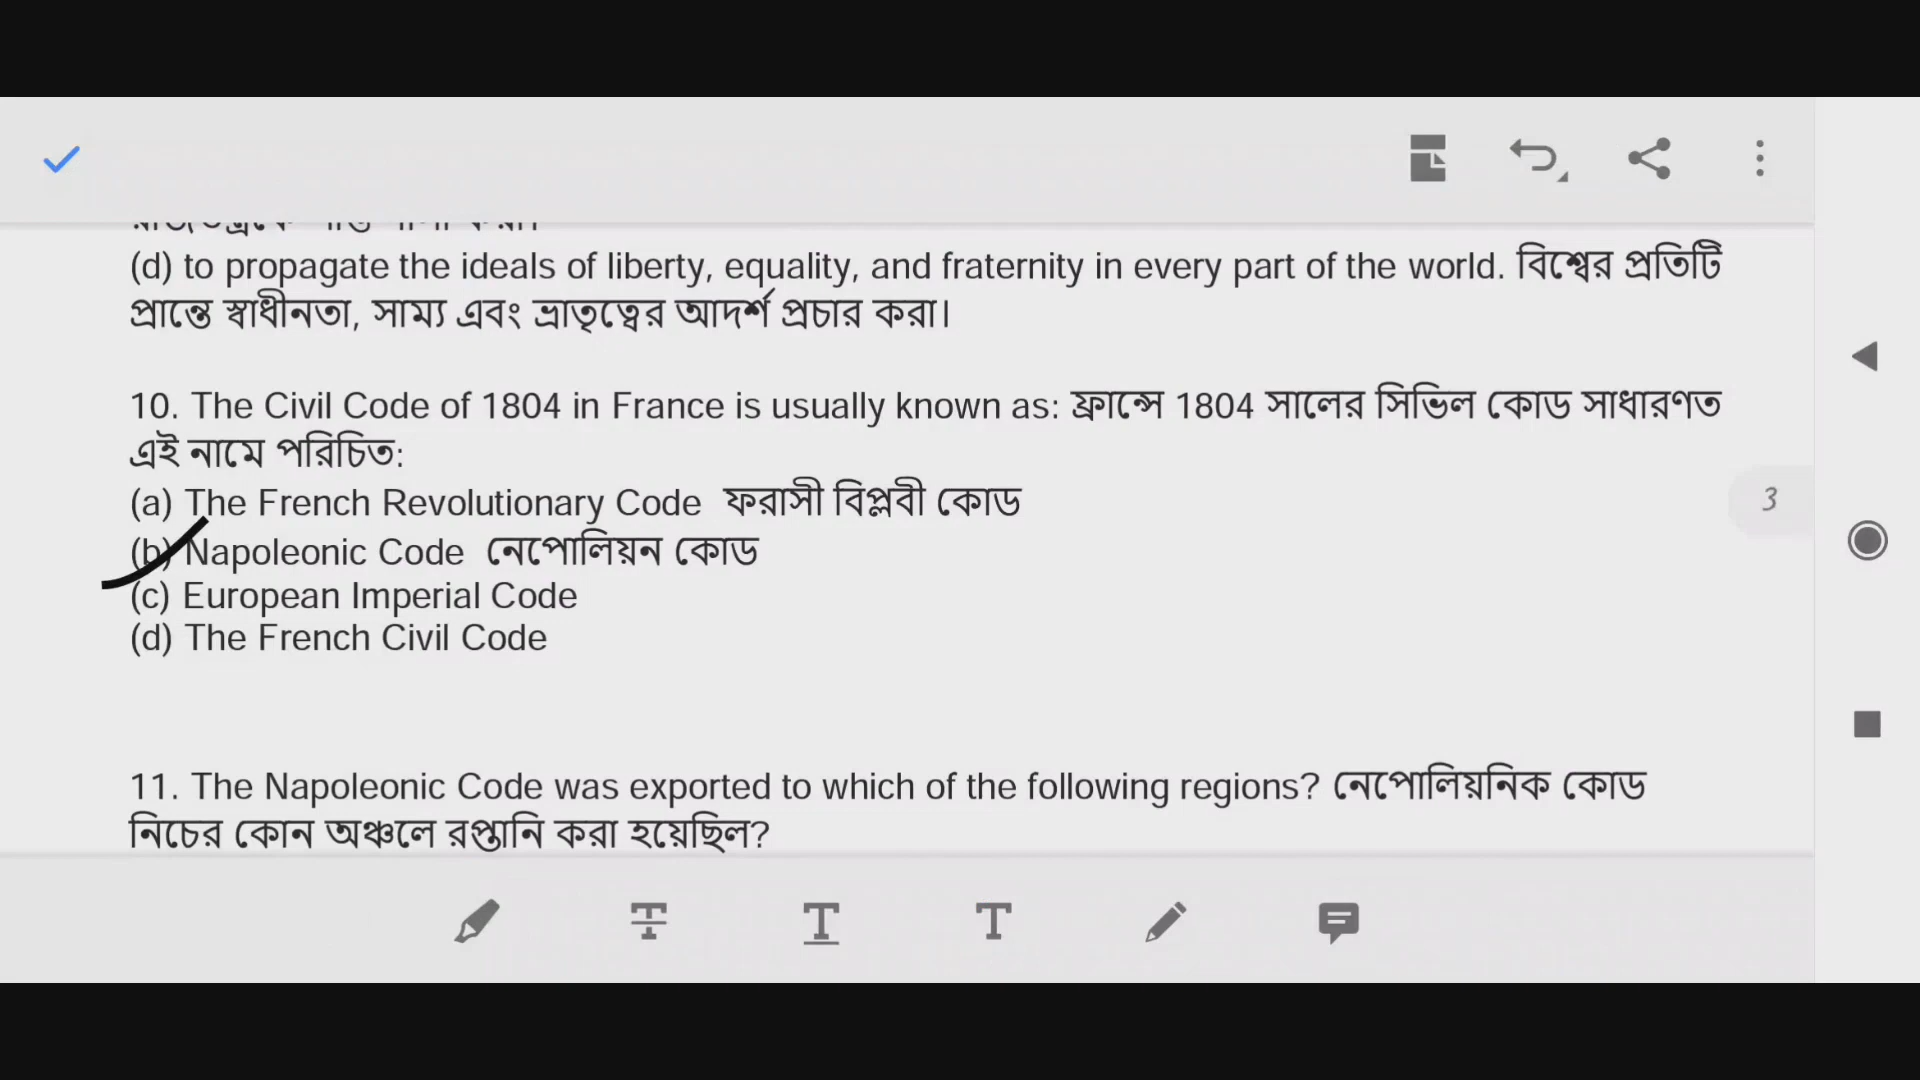 (d) to propagate the ideals of liberty, equality, and fraternity in every part of the world. বিশ্বের প্রতিটি
প্রান্তে স্বাধীনতা, সাম্য এবং ভ্রাতৃত্বের আদর্শ প্রচার করা।
10. The Civil Code of 1804 in France is usually known as: ফ্রান্সে 1804 সালের সিভিল কোড সাধারণত
এই নামে পরিচিত:
(a) The French Revolutionary Code ফরাসী বিপ্লবী কোড
(b) Napoleonic Code নেপোলিয়ন কোড
(c) European Imperial Code
(d) The French Civil Code
3
11. The Napoleonic Code was exported to which of the following regions? নেপোলিয়নিক কোড
নিচের কোন অঞ্চলে রপ্তানি করা হয়েছিল?